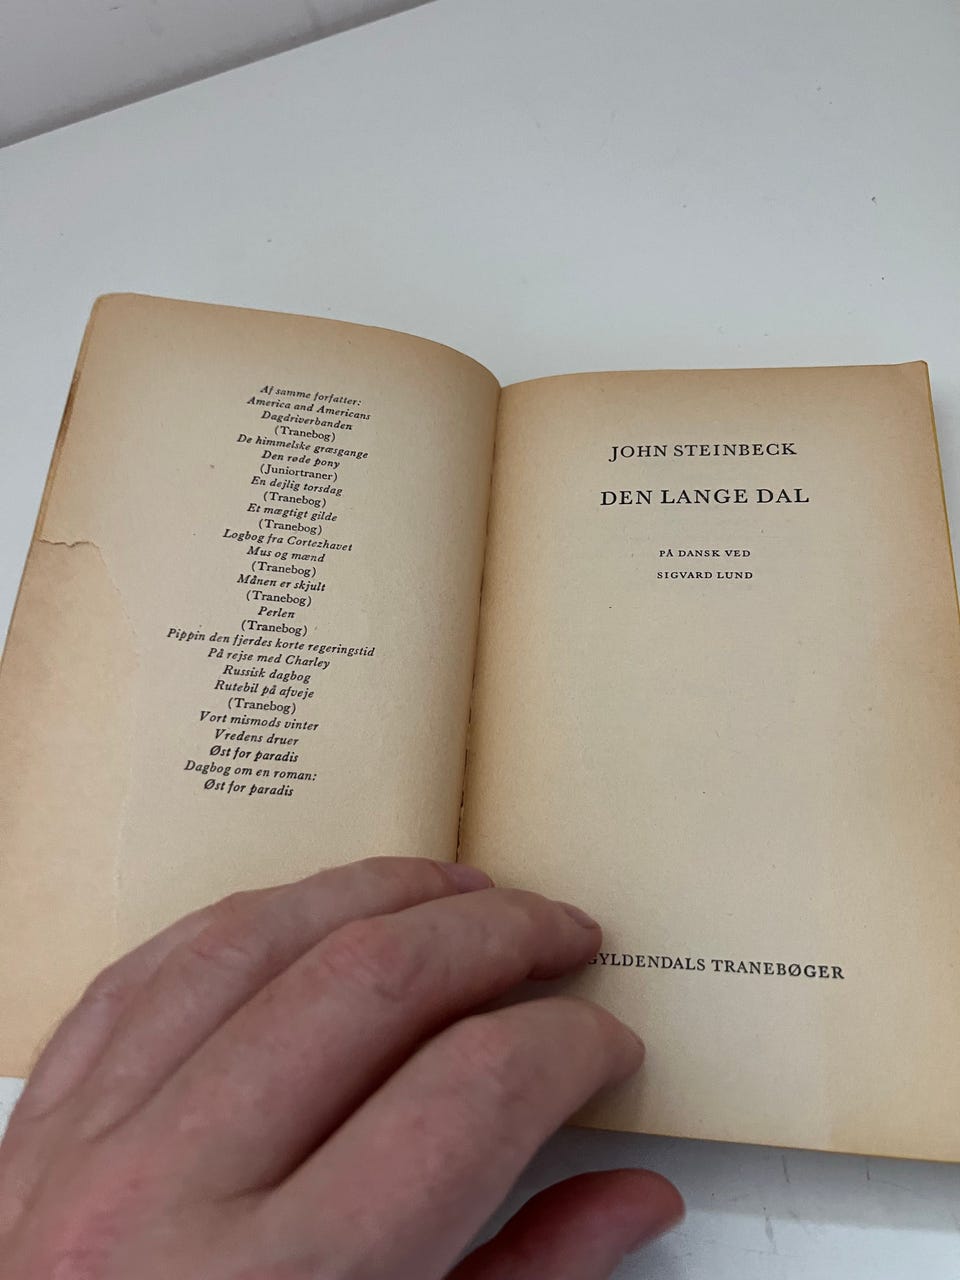 Af samme forfatter:
America and Americans
Dagdriverbanden
(Tranebog)
De himmelske græsgange
Den røde pony
(Juniortraner)
En dejlig torsdag
(Tranebog)
Et mægtigt gilde
(Tranebog)
Logbog fra Cortezhavet
Mus og mænd
(Tranebog)
Månen er skjult
(Tranebog)
Perlen
(Tranebog)
Pippin den fjerdes korte regeringstid
På rejse med Charley
Russisk dagbog
Rutebil på afveje
(Tranebog)
Vort mismods vinter
Vredens druer
Øst for paradis
Dagbog om en roman:
Øst for paradis
JOHN STEINBECK
DEN LANGE DAL
PÅ DANSK VED
SIGVARD LUND
GYLDENDALS TRANEBØGER